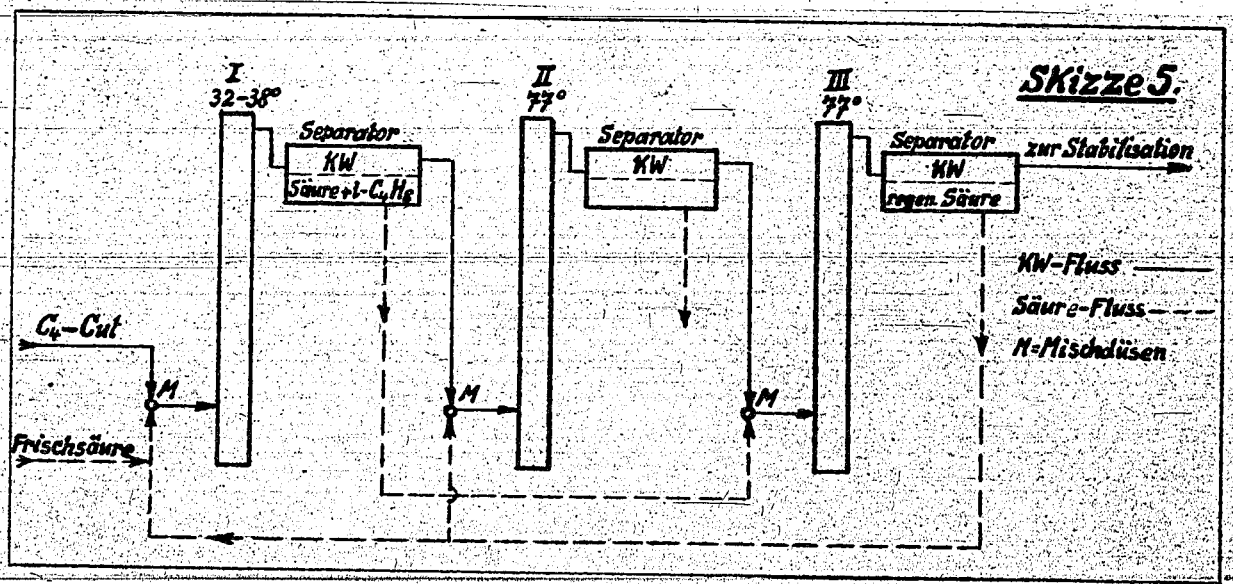 Skizze 5.
I
32-38°
II
77°
III
77°
Separator
KW
Säure+i-C₄H₈
Separator
KW
Separator
KW
regen. Säure
zur Stabilisation
KW-Fluss
Säure-Fluss
M=Mischdüsen
C₄-Cut
M
M
M
Frischsäure